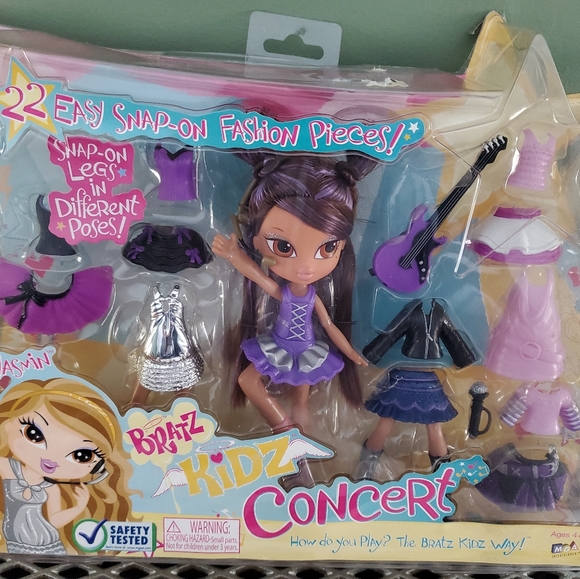 22 EASY SNAP-ON FASHION PIECES!
SNAP-ON
LEGS
IN
DIFFERENT
POSES!
BRATZ
KIDZ
CONCERT
How do you Play? The BRATZ KIDZ Way!
SAFETY
TESTED
WARNING:
CHOKING HAZARD-Small parts.
Not for children under 3 years.
Ages 4
MGA